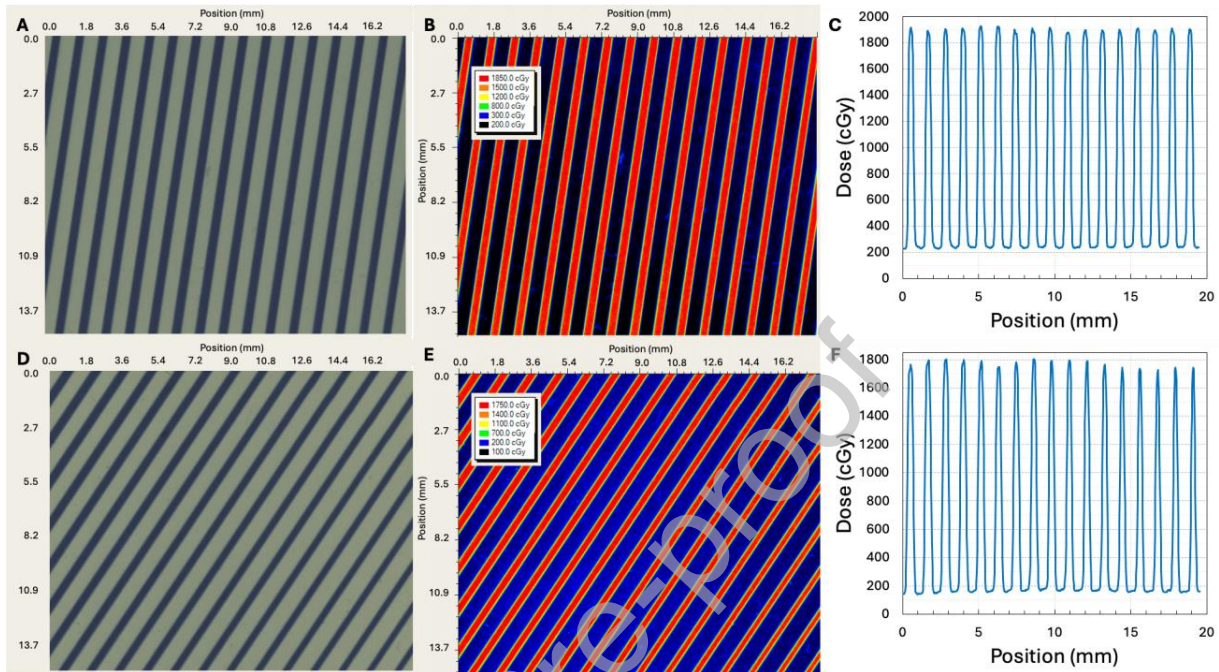 A
Position (mm)
0.0 1.8 3.6 5.4 7.2 9.0 10.8 12.6 14.4 16.2
0.0
2.7
5.5
8.2
10.9
13.7
B
Position (mm)
0.0 1.8 3.6 5.4 7.2 9.0 10.8 12.6 14.4 16.2
Position (mm)
0.0
2.7
5.5
8.2
10.9
13.7
1850.0 cGy
1500.0 cGy
1200.0 cGy
800.0 cGy
300.0 cGy
200.0 cGy
C
Dose (cGy)
2000
1800
1600
1400
1200
1000
800
600
400
200
0
0 5 10 15 20
Position (mm)
D
Position (mm)
0.0 1.8 3.6 5.4 7.2 9.0 10.8 12.6 14.4 16.2
0.0
2.7
5.5
8.2
10.9
13.7
E
Position (mm)
0.0 1.8 3.6 5.4 7.2 9.0 10.8 12.6 14.4 16.2
Position (mm)
0.0
2.7
5.5
8.2
10.9
13.7
1750.0 cGy
1400.0 cGy
1100.0 cGy
700.0 cGy
200.0 cGy
100.0 cGy
F
Dose (cGy)
1800
1600
1400
1200
1000
800
600
400
200
0
0 5 10 15 20
Position (mm)
re-proof